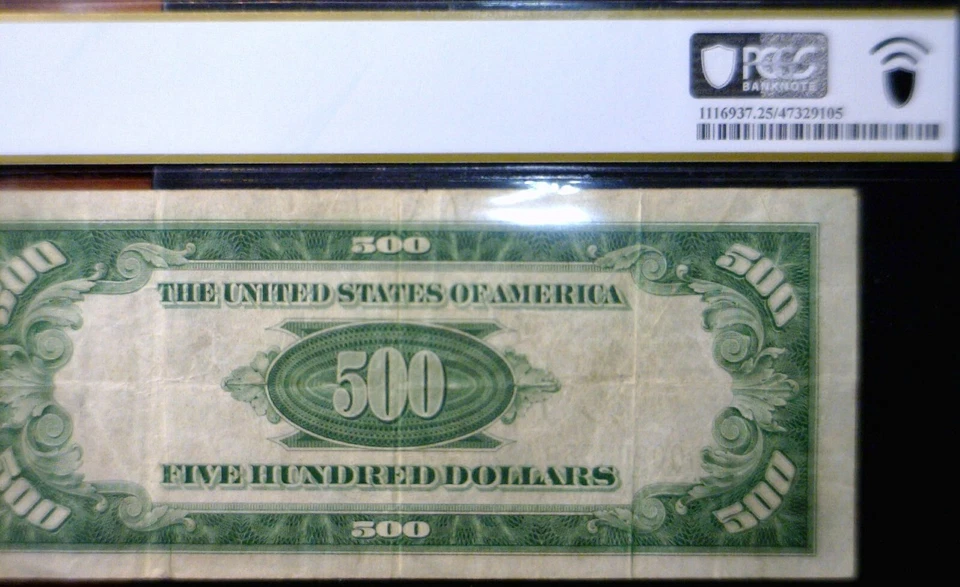 PCGS
BANKNOTE
1116937.25/47329105
500
500 500
THE UNITED STATES OF AMERICA
500
FIVE HUNDRED DOLLARS
500 500
500